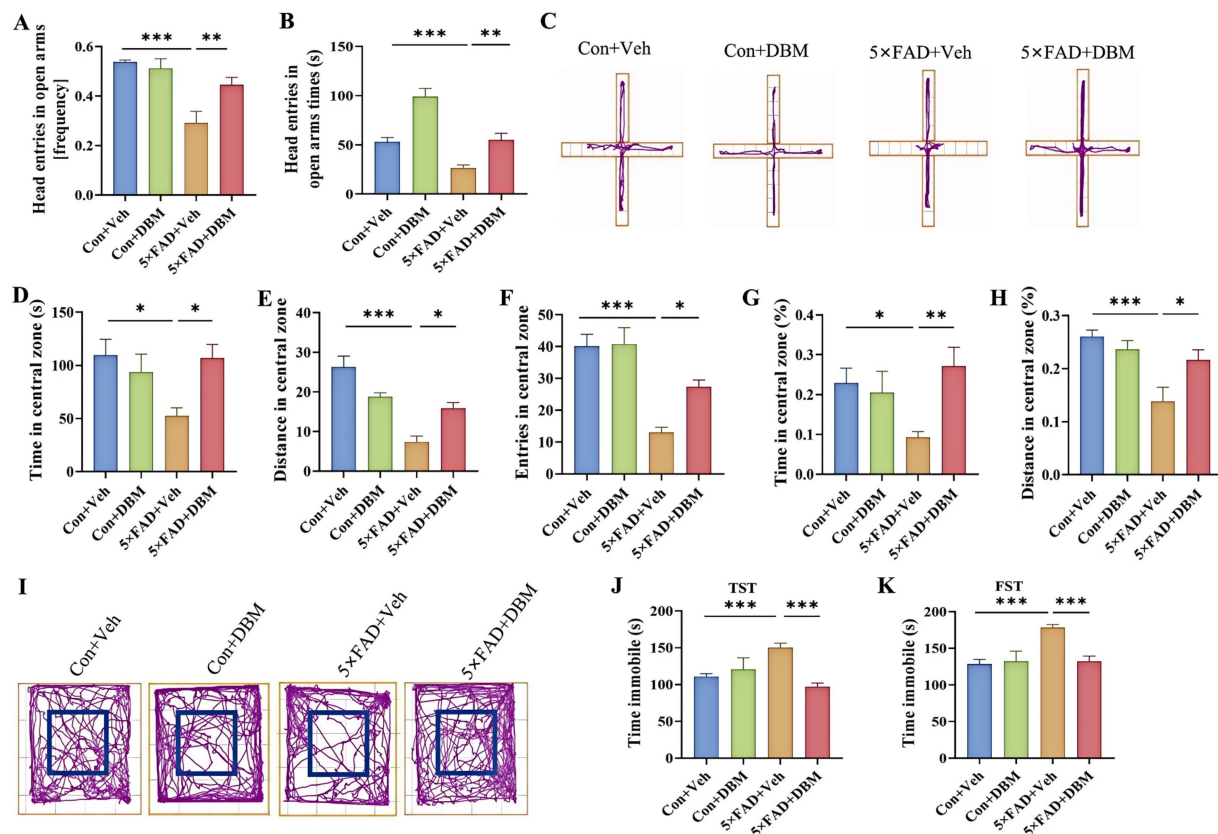 A
Head entries in open arms
[frequency]
0.6
0.4
0.2
0.0
***
**
Con+Veh
Con+DBM
5×FAD+Veh
5×FAD+DBM
B
Head entries in
open arms times (s)
150
100
50
0
***
**
Con+Veh
Con+DBM
5×FAD+Veh
5×FAD+DBM
C
Con+Veh
Con+DBM
5×FAD+Veh
5×FAD+DBM
D
Time in central zone (s)
150
100
50
0
*
*
Con+Veh
Con+DBM
5×FAD+Veh
5×FAD+DBM
E
Distance in central zone
40
30
20
10
0
***
*
Con+Veh
Con+DBM
5×FAD+Veh
5×FAD+DBM
F
Entries in central zone
50
40
30
20
10
0
***
*
Con+Veh
Con+DBM
5×FAD+Veh
5×FAD+DBM
G
Time in central zone (%)
0.4
0.3
0.2
0.1
0.0
*
**
Con+Veh
Con+DBM
5×FAD+Veh
5×FAD+DBM
H
Distance in central zone (%)
0.3
0.2
0.1
0.0
***
*
Con+Veh
Con+DBM
5×FAD+Veh
5×FAD+DBM
I
Con+Veh
Con+DBM
5×FAD+Veh
5×FAD+DBM
J
TST
Time immobile (s)
200
150
100
50
0
***
***
Con+Veh
Con+DBM
5×FAD+Veh
5×FAD+DBM
K
FST
Time immobile (s)
200
150
100
50
0
***
***
Con+Veh
Con+DBM
5×FAD+Veh
5×FAD+DBM